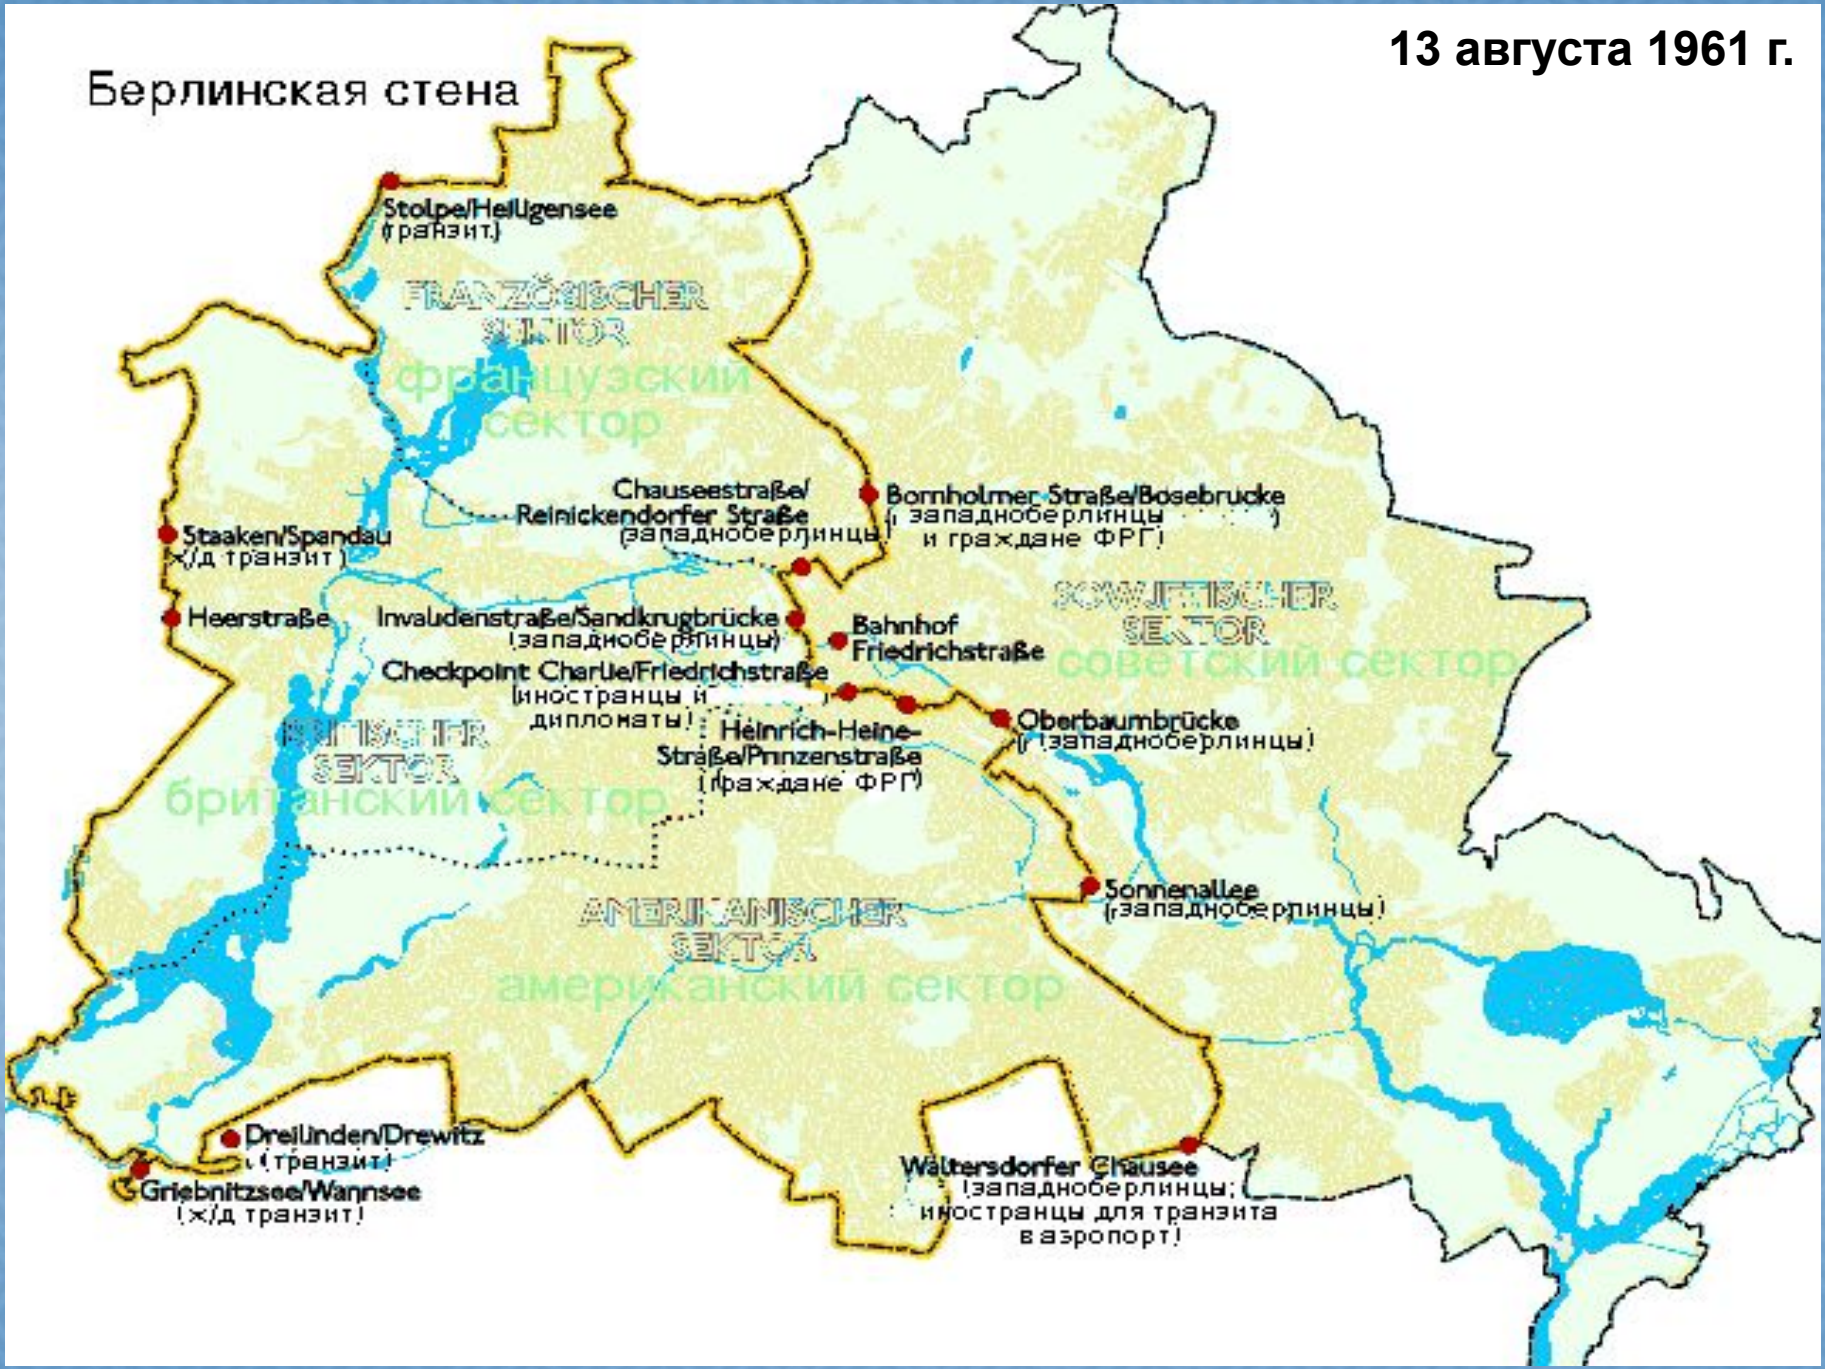 13 августа 1961 г.
Берлинская стена
Stolpe/Heiligensee
(транзит)
FRANZÖSISCHER
SEKTOR
французский
сектор
Chauseestraße/
Reinickendorfer Straße
(западноберлинцы)
Bornholmer Straße/Bosebrucke
( западноберлинцы )
и граждане ФРГ)
Staaken/Spandau
(ж/д транзит)
Heerstraße
Invalidenstraße/Sandkrugbrücke
(западноберлинцы)
Bahnhof
Friedrichstraße
SOWJETISCHER
SEKTOR
советский сектор
Checkpoint Charlie/Friedrichstraße
(иностранцы и
дипломаты)
Heinrich-Heine-
Straße/Prinzenstraße
(граждане ФРГ)
Oberbaumbrücke
(западноберлинцы)
BRITISCHER
SEKTOR
британский сектор
Sonnenallee
(западноберлинцы)
AMERIKANISCHER
SEKTOR
американский сектор
Dreilinden/Drewitz
(транзит)
Griebnitzsee/Wannsee
(ж/д транзит)
Waltersdorfer Chausee
(западноберлинцы;
иностранцы для транзита
в аэропорт)